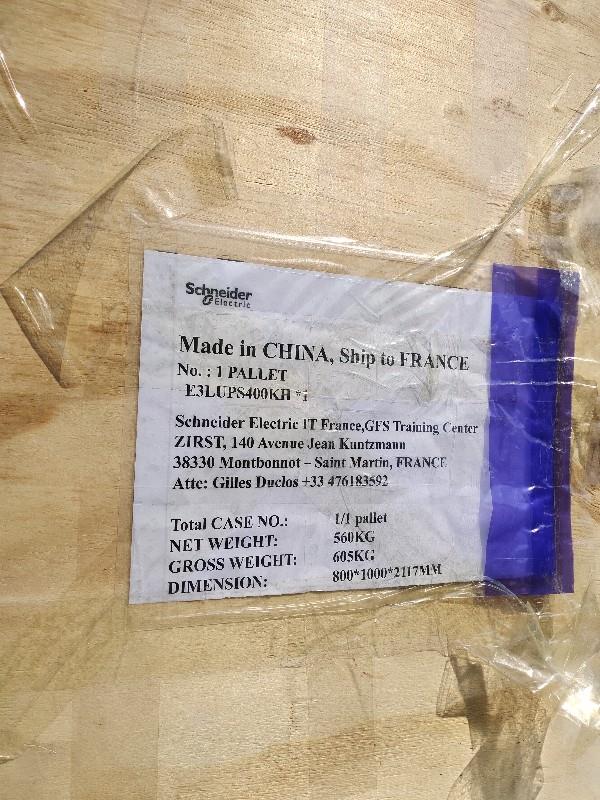 Schneider
Electric
Made in CHINA, Ship to FRANCE
No. : 1 PALLET
E3LUPS400KH *1
Schneider Electric IT France,GFS Training Center
ZIRST, 140 Avenue Jean Kuntzmann
38330 Montbonnot – Saint Martin, FRANCE
Atte: Gilles Duclos +33 476183592
Total CASE NO.: 1/1 pallet
NET WEIGHT: 560KG
GROSS WEIGHT: 605KG
DIMENSION: 800*1000*2117MM